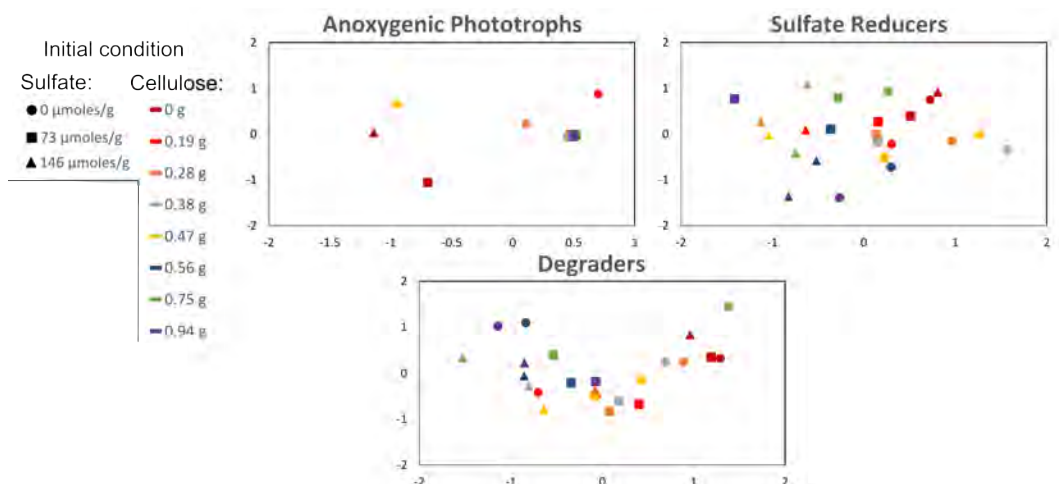 Anoxygenic Phototrophs
Sulfate Reducers
Initial condition
Sulfate: Cellulose:
0 µmoles/g
73 µmoles/g
146 µmoles/g
0 g
0.19 g
0.28 g
0.38 g
0.47 g
0.56 g
0.75 g
0.94 g
2
1
0
-1
-2
-2 -1.5 -1 -0.5 0 0.5 1
2
1
0
-1
-2
-2 -1 0 1 2
Degraders
2
1
0
-1
-2
-2 -1 0 1 2